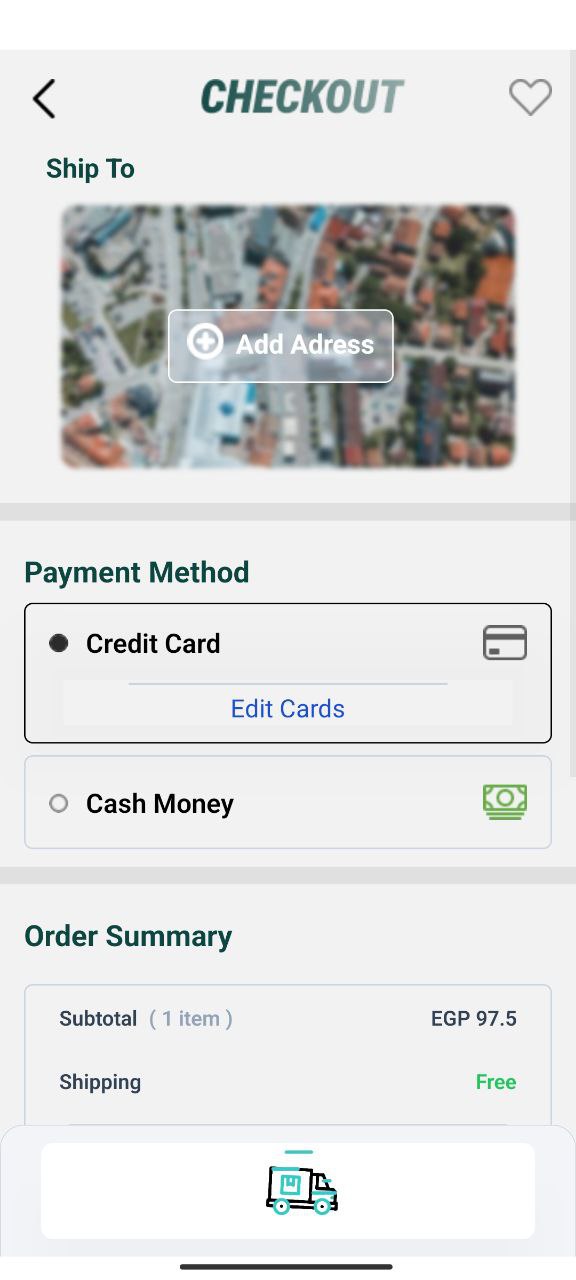 CHECKOUT
Ship To
Add Adress
Payment Method
Credit Card
Edit Cards
Cash Money
Order Summary
Subtotal ( 1 item ) EGP 97.5
Shipping Free